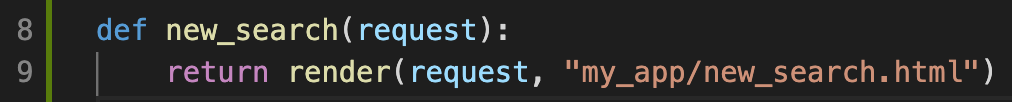 8 def new_search(request):
9 return render(request, "my_app/new_search.html")